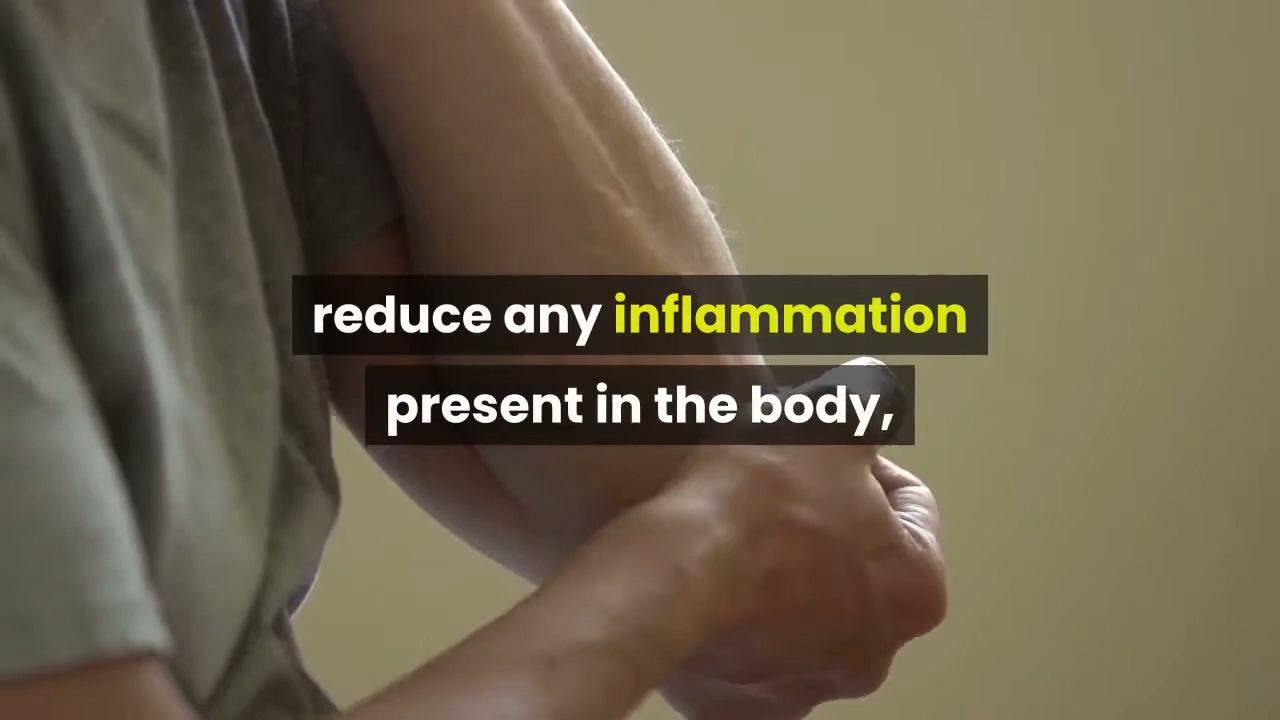 reduce any inflammation
present in the body,